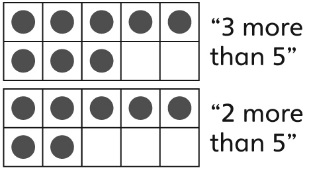 “3 more
than 5”
“2 more
than 5”